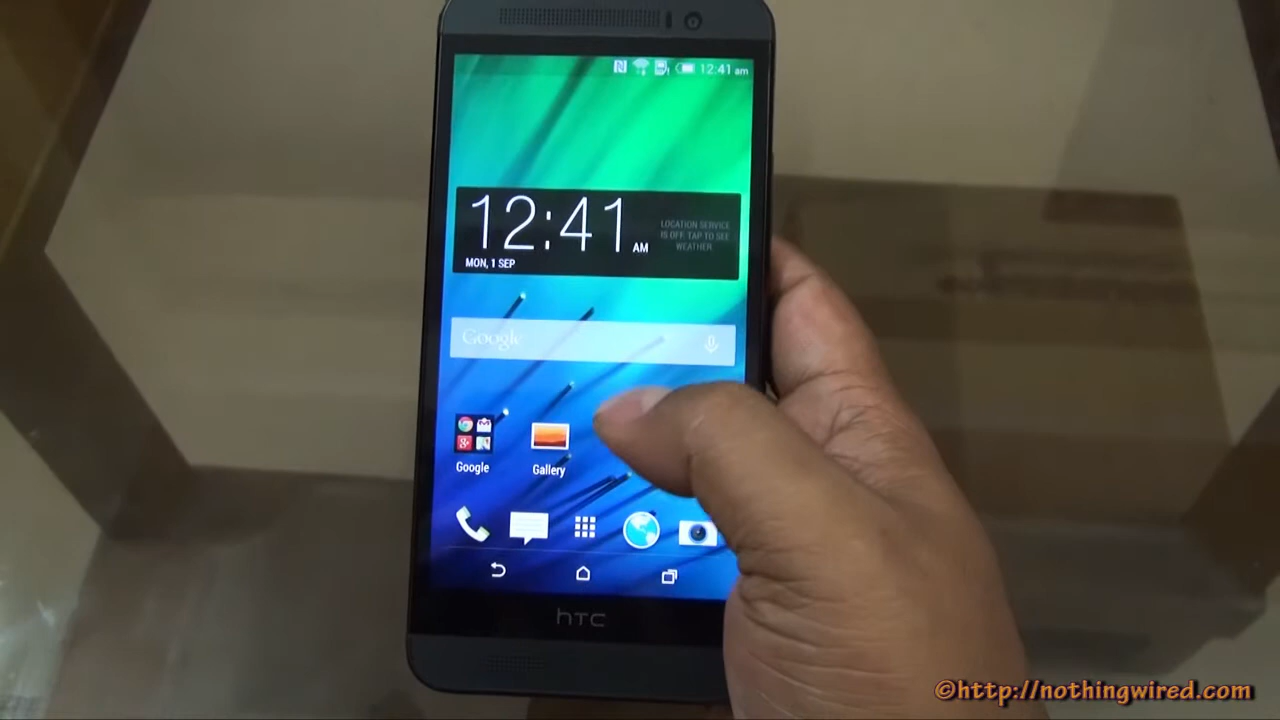 12:41 am
12:41 AM
LOCATION SERVICE
IS OFF. TAP TO SEE
WEATHER
MON, 1 SEP
Google
Google
Gallery
hTC
©http://nothingwired.com